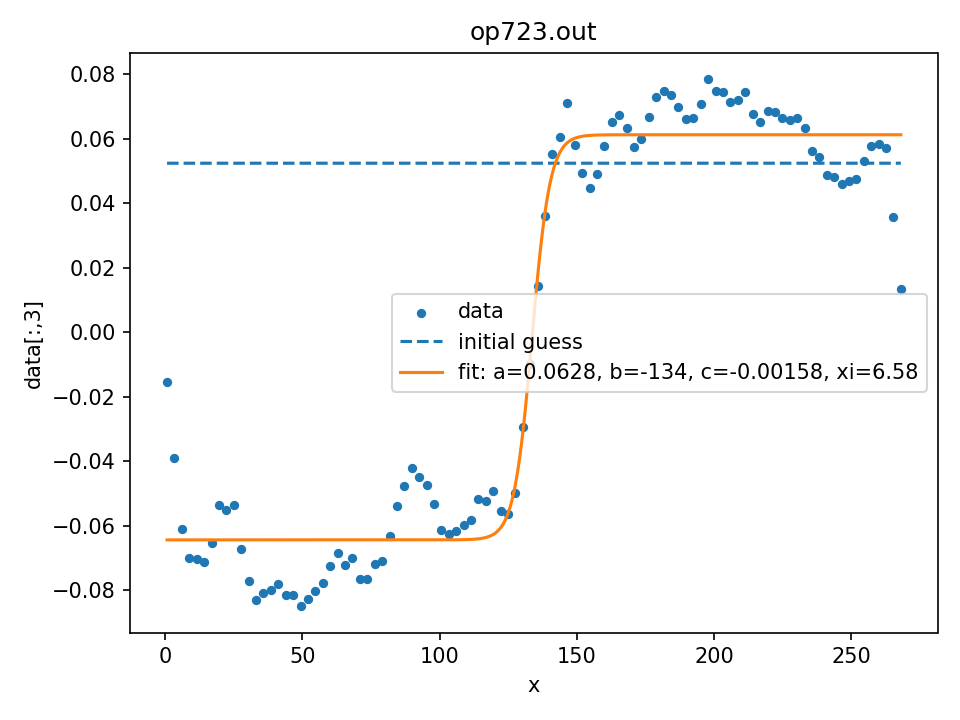 op723.out
0.08
0.06
0.04
0.02
0.00
−0.02
−0.04
−0.06
−0.08
data[:,3]
data
initial guess
fit: a=0.0628, b=-134, c=-0.00158, xi=6.58
0 50 100 150 200 250
x